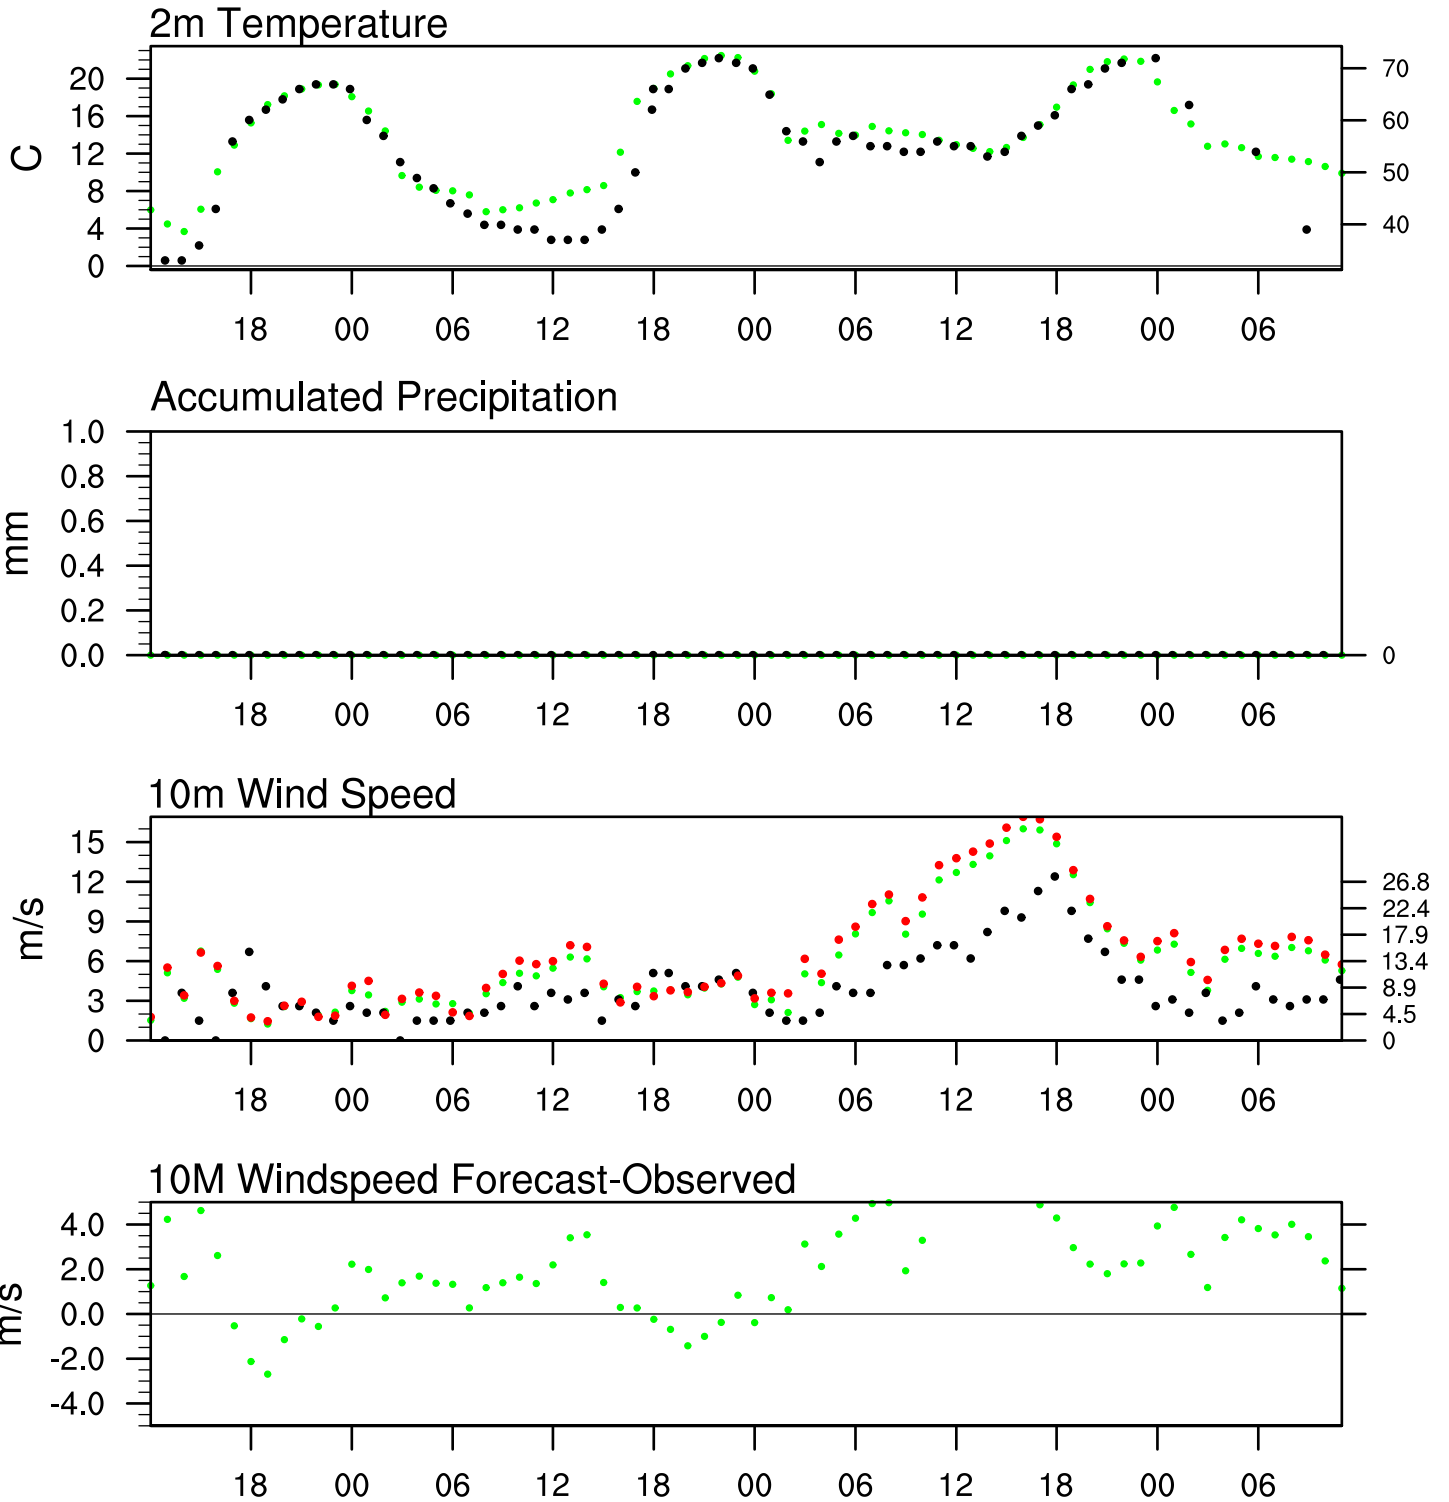 2m Temperature
20
16
12
8
4
0
C
70
60
50
40
18 00 06 12 18 00 06 12 18 00 06
Accumulated Precipitation
1.0
0.8
0.6
0.4
0.2
0.0
mm
0
18 00 06 12 18 00 06 12 18 00 06
10m Wind Speed
15
12
9
6
3
0
m/s
26.8
22.4
17.9
13.4
8.9
4.5
0
18 00 06 12 18 00 06 12 18 00 06
10M Windspeed Forecast-Observed
4.0
2.0
0.0
-2.0
-4.0
m/s
18 00 06 12 18 00 06 12 18 00 06